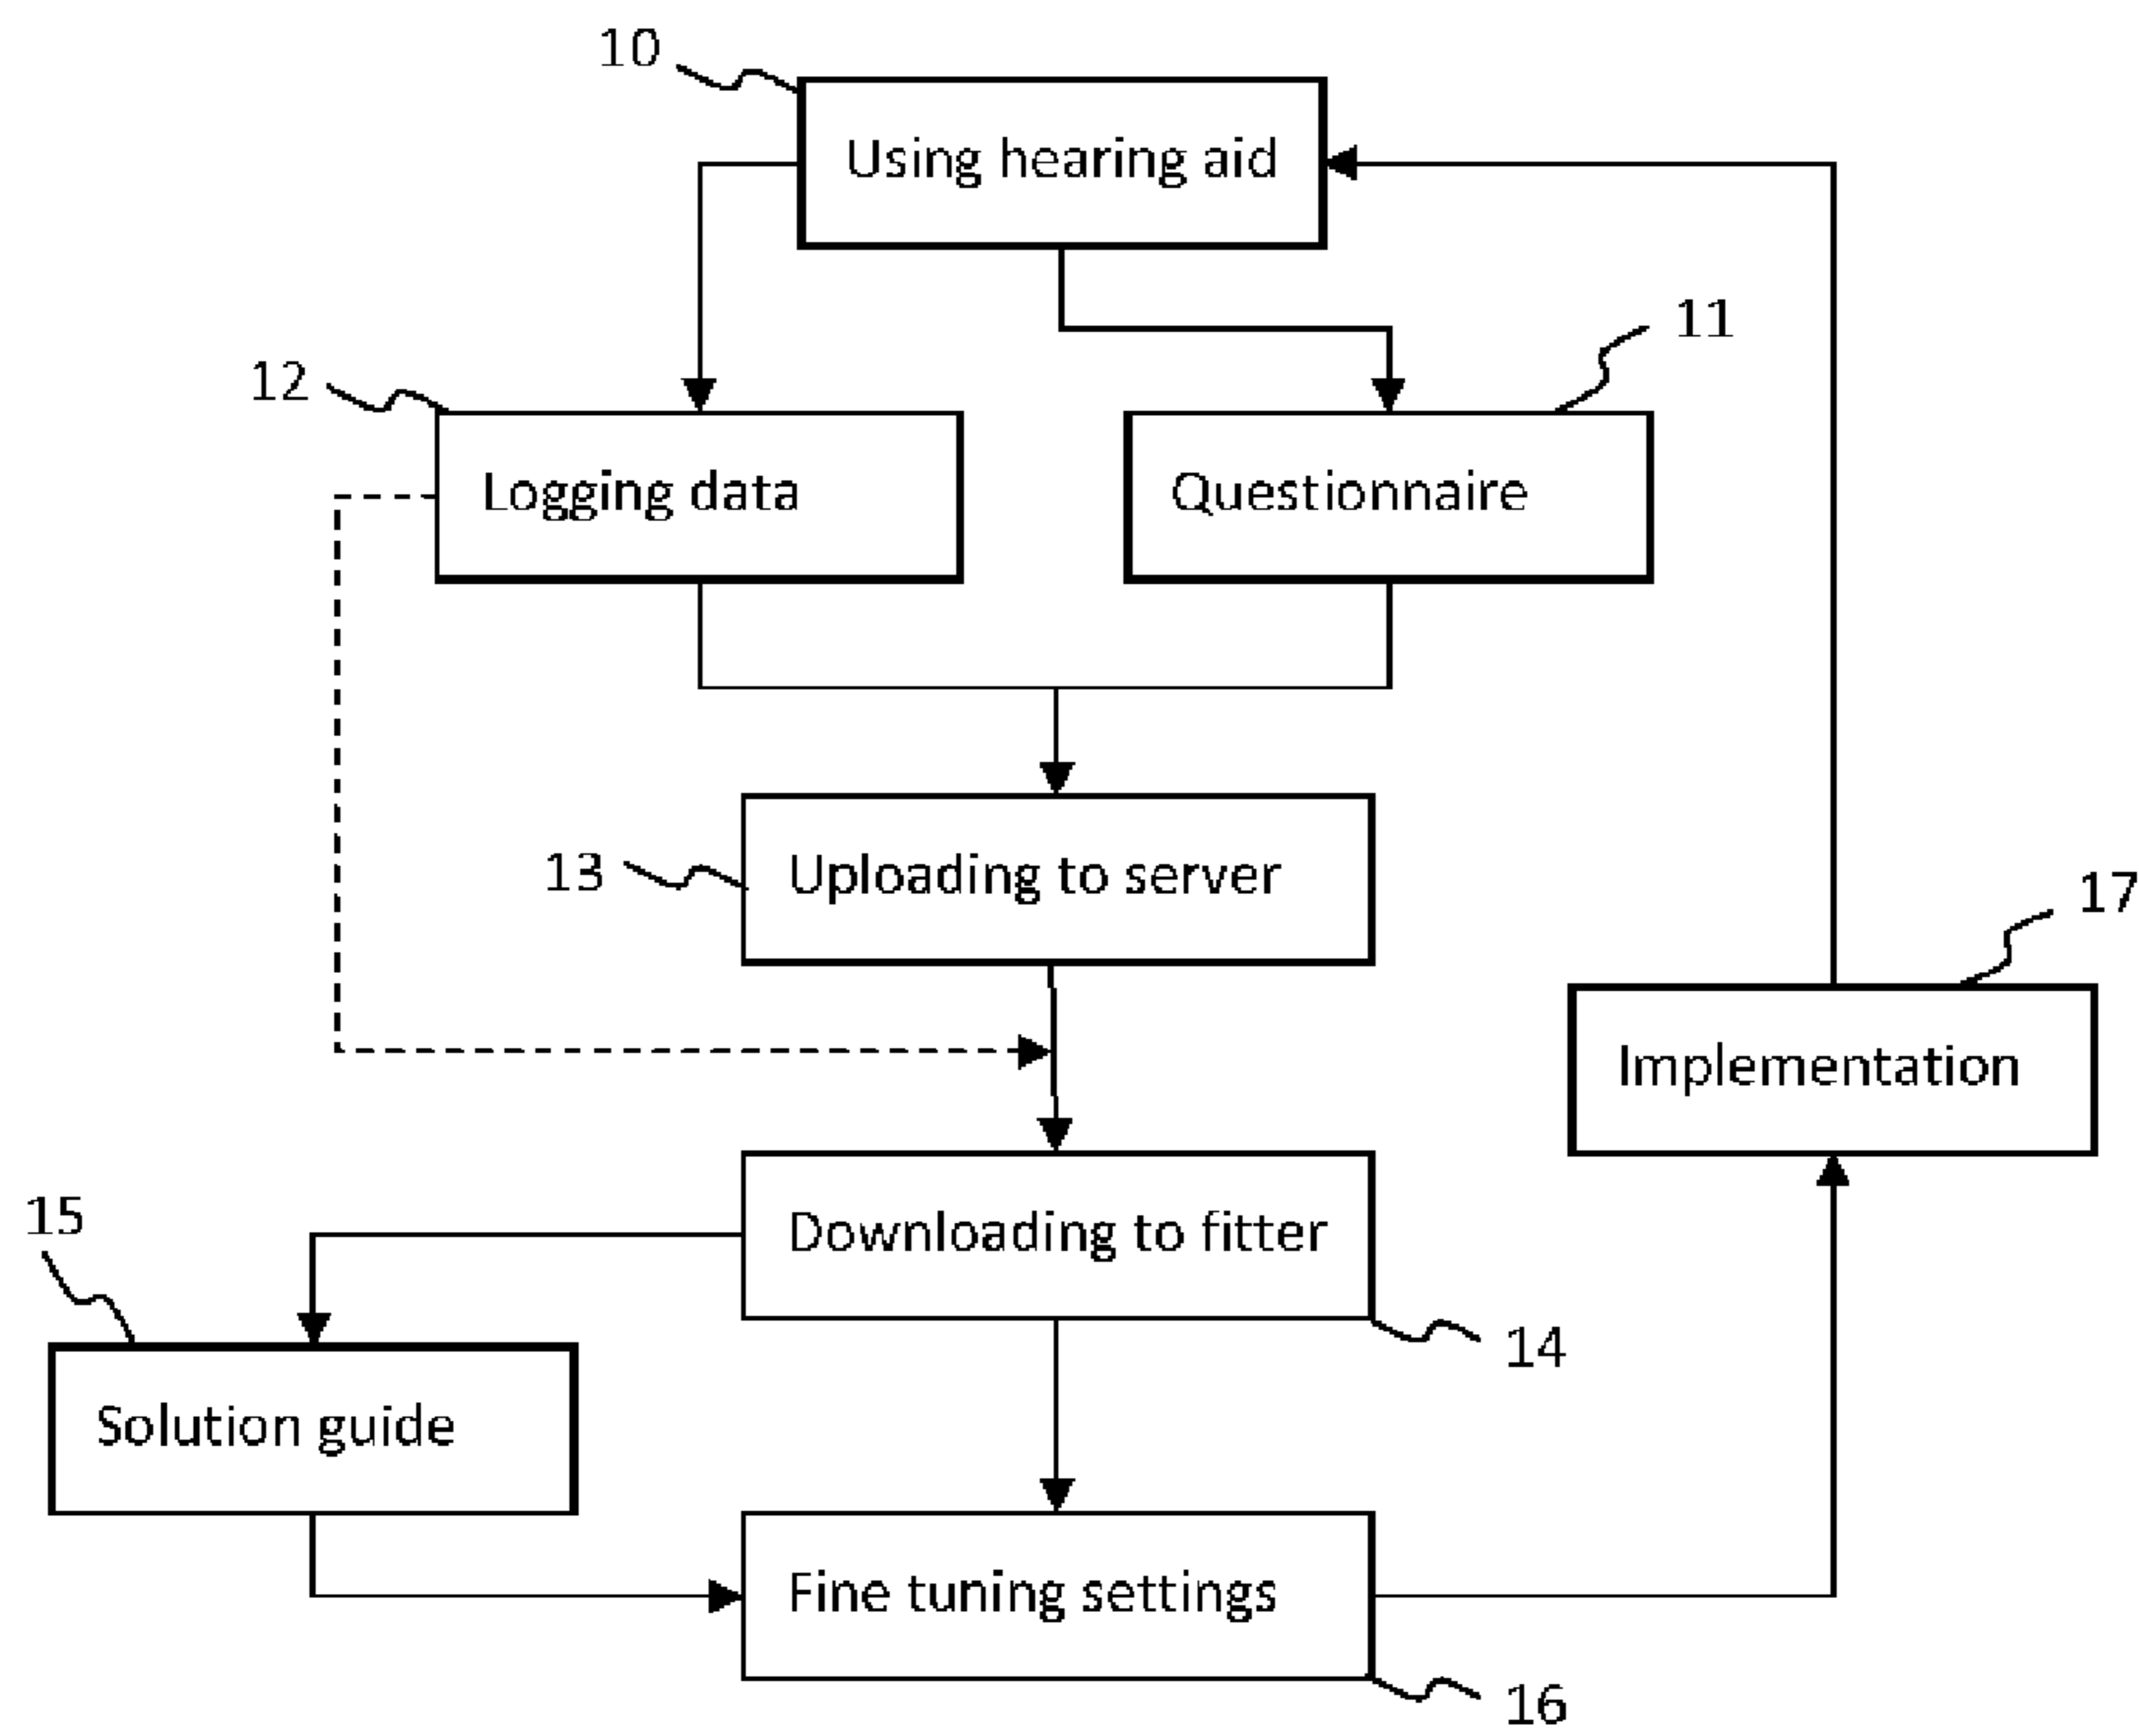 10
Using hearing aid
11
12
Logging data
Questionnaire
13
Uploading to server
17
Implementation
15
Downloading to fitter
14
Solution guide
Fine tuning settings
16